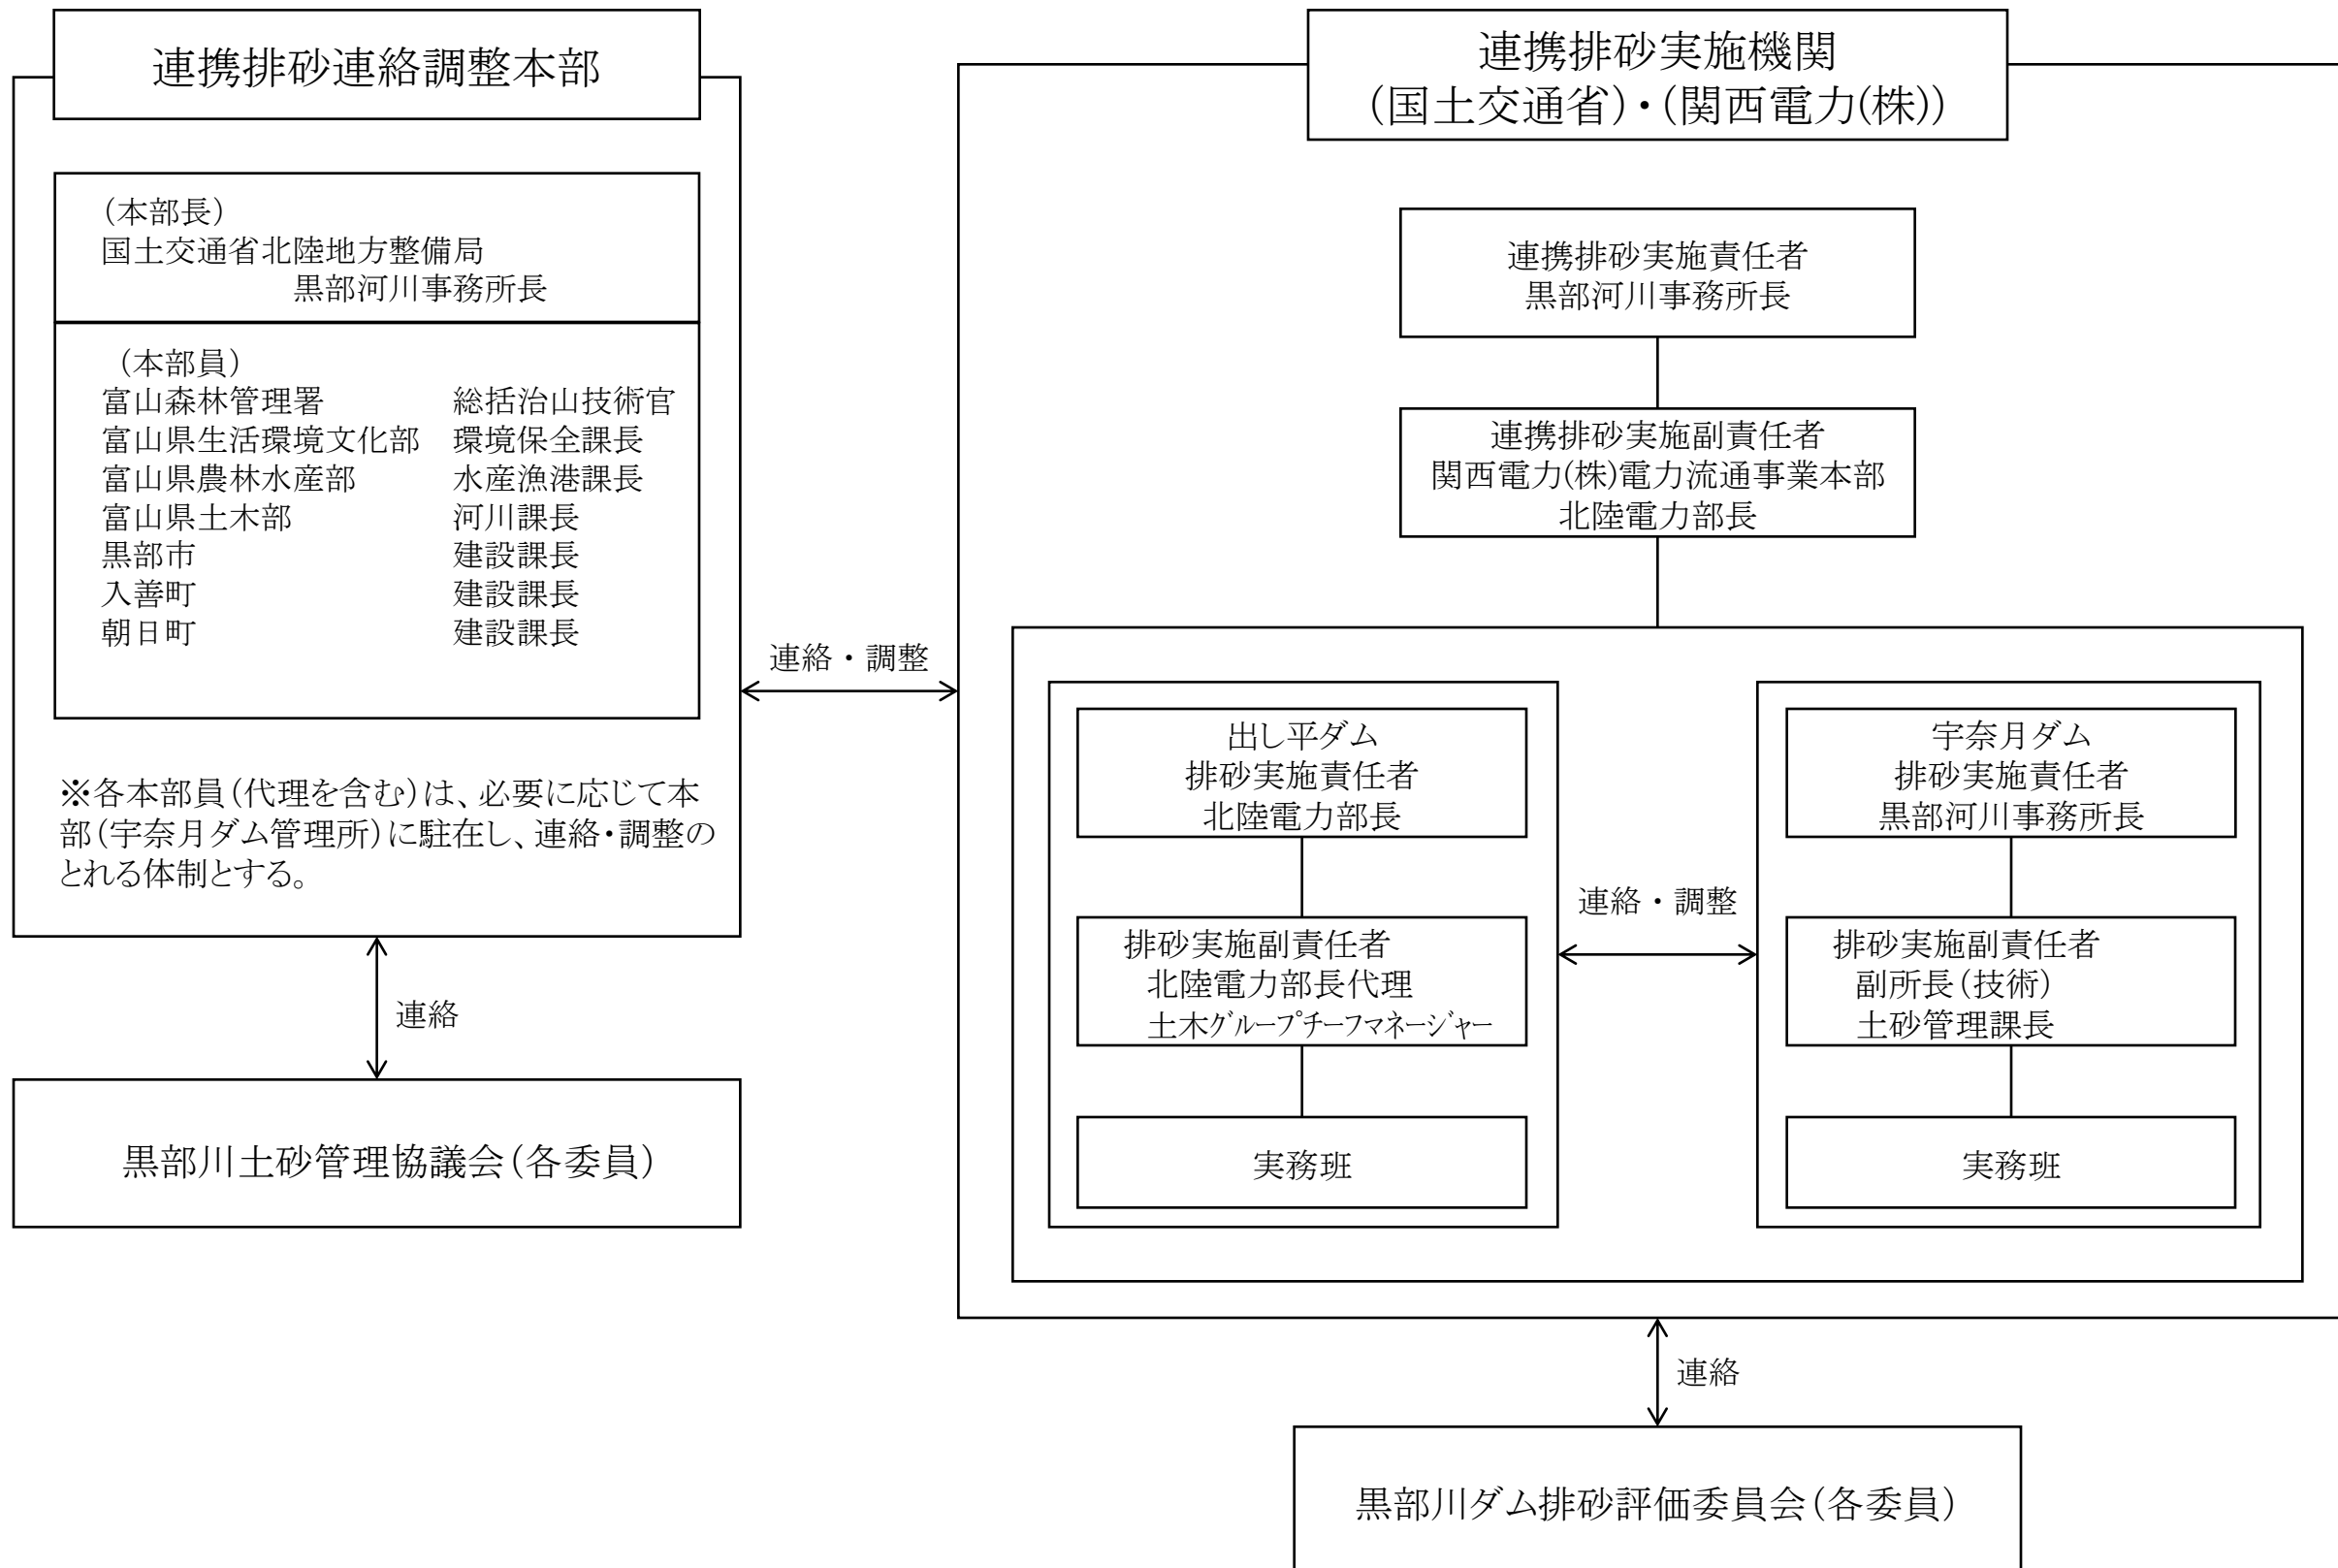 連携排砂連絡調整本部
(本部長)
国土交通省北陸地方整備局
黒部河川事務所長
(本部員)
富山森林管理署 総括治山技術官
富山県生活環境文化部 環境保全課長
富山県農林水産部 水産漁港課長
富山県土木部 河川課長
黒部市 建設課長
入善町 建設課長
朝日町 建設課長
※各本部員(代理を含む)は、必要に応じて本
部(宇奈月ダム管理所)に駐在し、連絡・調整の
とれる体制とする。
連絡
黒部川土砂管理協議会(各委員)
連絡・調整
連携排砂実施機関
(国土交通省)・(関西電力(株))
連携排砂実施責任者
黒部河川事務所長
連携排砂実施副責任者
関西電力(株)電力流通事業本部
北陸電力部長
出し平ダム
排砂実施責任者
北陸電力部長
排砂実施副責任者
北陸電力部長代理
土木ｸﾞﾙｰﾌﾟﾁｰﾌﾏﾈｰｼﾞｬｰ
実務班
連絡・調整
宇奈月ダム
排砂実施責任者
黒部河川事務所長
排砂実施副責任者
副所長(技術)
土砂管理課長
実務班
連絡
黒部川ダム排砂評価委員会(各委員)